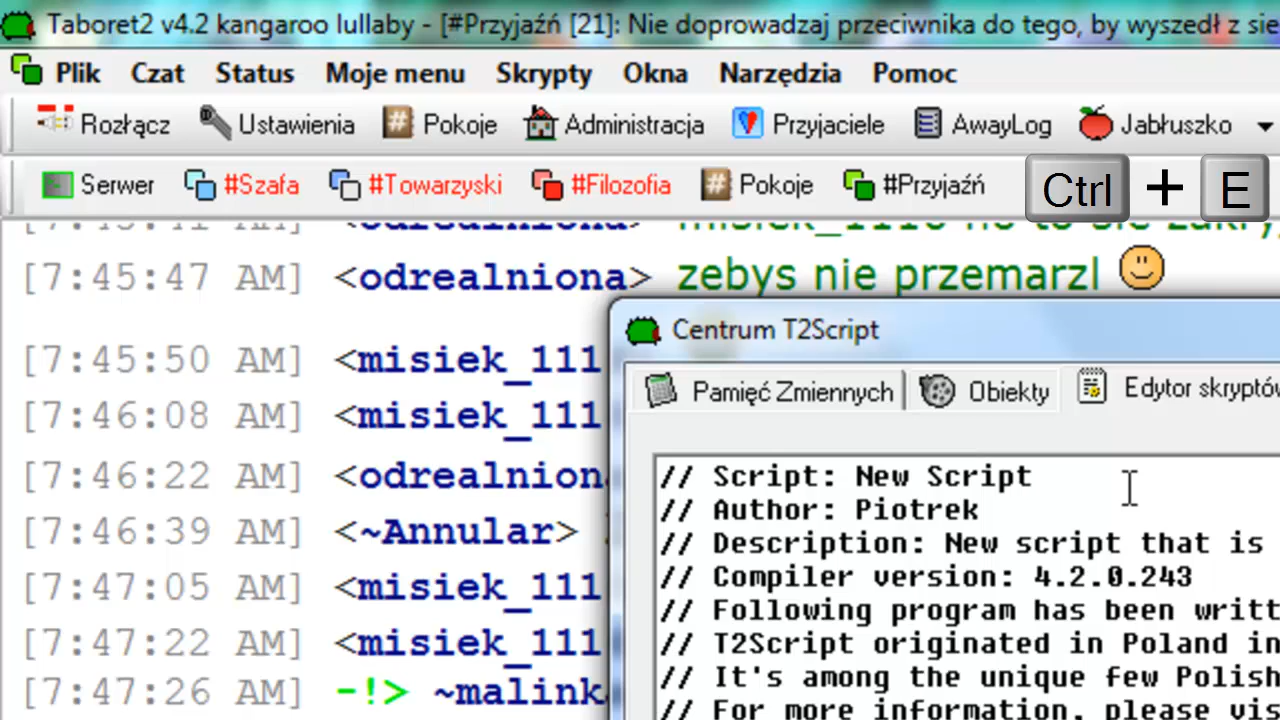 Taboret2 v4.2 kangaroo lullaby - [#Przyjaźń [21]: Nie doprowadzaj przeciwnika do tego, by wyszedł z sie
Plik Czat Status Moje menu Skrypty Okna Narzędzia Pomoc
Rozłącz Ustawienia Pokoje Administracja Przyjaciele AwayLog Jabłuszko
Serwer #Szafa #Towarzyski #Filozofia Pokoje #Przyjaźń Ctrl + E
[7:45:47 AM] <odrealniona> zebys nie przemarzl
[7:45:50 AM] <misiek_111
[7:46:08 AM] <misiek_111
[7:46:22 AM] <odrealniona
[7:46:39 AM] <~Annular>
[7:47:05 AM] <misiek_111
[7:47:22 AM] <misiek_111
[7:47:26 AM] -!> ~malink
Centrum T2Script
Pamięć Zmiennych Obiekty Edytor skryptów
// Script: New Script
// Author: Piotrek
// Description: New script that is
// Compiler version: 4.2.0.243
// Following program has been writt
// T2Script originated in Poland in
// It's among the unique few Polish
// For more information, please vis